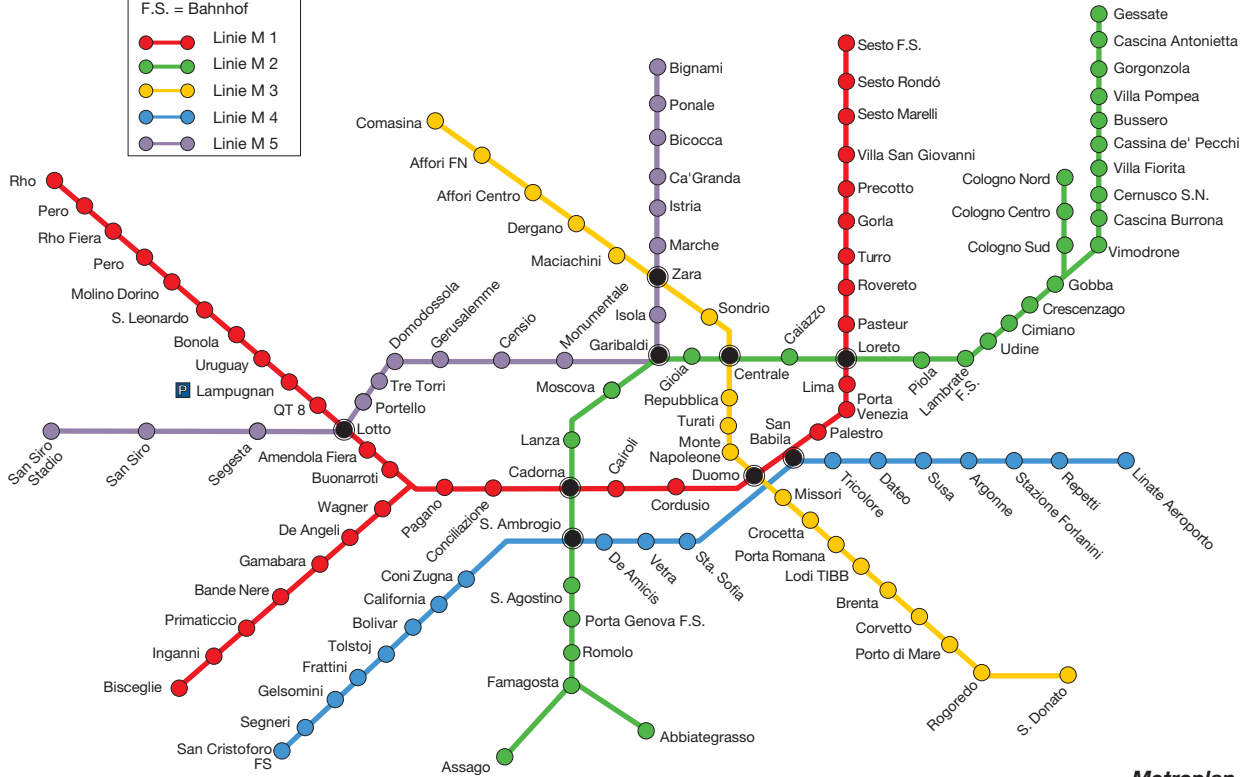 F.S. = Bahnhof
Linie M 1
Linie M 2
Linie M 3
Linie M 4
Linie M 5
Rho
Pero
Rho Fiera
Pero
Molino Dorino
S. Leonardo
Bonola
Uruguay
P Lampugnan
QT 8
Lotto
Amendola Fiera
Buonarroti
Wagner
De Angeli
Gamabara
Bande Nere
Primaticcio
Inganni
Bisceglie
Pagano
Conciliazione
Cadorna
Cairoli
Cordusio
Duomo
San
Babila
Palestro
Porta
Venezia
Lima
Loreto
Pasteur
Rovereto
Turro
Gorla
Precotto
Villa San Giovanni
Sesto Marelli
Sesto Rondó
Sesto F.S.
San Siro
Stadio
San Siro
Segesta
Portello
Tre Torri
Domodossola
Gerusalemme
Censio
Monumentale
Garibaldi
Isola
Zara
Marche
Istria
Ca'Granda
Bicocca
Ponale
Bignami
Comasina
Affori FN
Affori Centro
Dergano
Maciachini
Sondrio
Centrale
Repubblica
Turati
Monte
Napoleone
Missori
Crocetta
Porta Romana
Lodi TIBB
Brenta
Corvetto
Porto di Mare
Rogoredo
S. Donato
Gessate
Cascina Antonietta
Gorgonzola
Villa Pompea
Bussero
Cassina de' Pecchi
Villa Fiorita
Cernusco S.N.
Cascina Burrona
Vimodrone
Cologno Nord
Cologno Centro
Cologno Sud
Gobba
Crescenzago
Cimiano
Udine
Lambrate
F.S.
Piola
Caiazzo
Gioia
Moscova
Lanza
S. Ambrogio
S. Agostino
Porta Genova F.S.
Romolo
Famagosta
Abbiategrasso
Assago
San Cristoforo
FS
Segneri
Gelsomini
Frattini
Tolstoj
Bolivar
California
Coni Zugna
De Amicis
Vetra
Sta. Sofia
Tricolore
Dateo
Susa
Argonne
Stazione Forlanini
Repetti
Linate Aeroporto